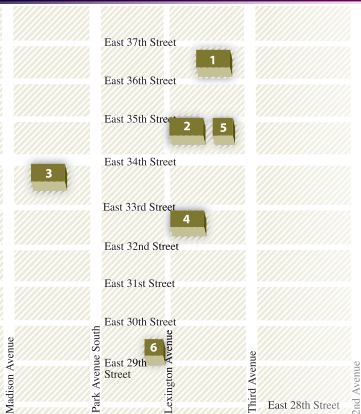 East 37th Street
1
East 36th Street
East 35th Street
2
5
East 34th Street
3
East 33rd Street
4
East 32nd Street
East 31st Street
East 30th Street
6
East 29th
Street
Madison Avenue
Park Avenue South
Lexington Avenue
Third Avenue
East 28th Street
2nd Avenue